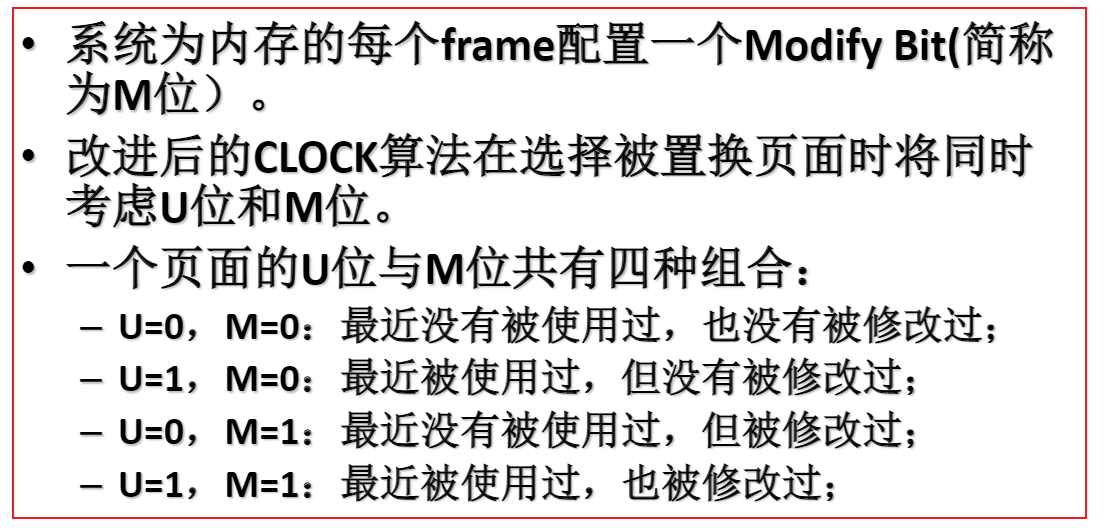 • 系统为内存的每个frame配置一个Modify Bit(简称
为M位）。
• 改进后的CLOCK算法在选择被置换页面时将同时
考虑U位和M位。
• 一个页面的U位与M位共有四种组合：
– U=0，M=0：最近没有被使用过，也没有被修改过；
– U=1，M=0：最近被使用过，但没有被修改过；
– U=0，M=1：最近没有被使用过，但被修改过；
– U=1，M=1：最近被使用过，也被修改过；